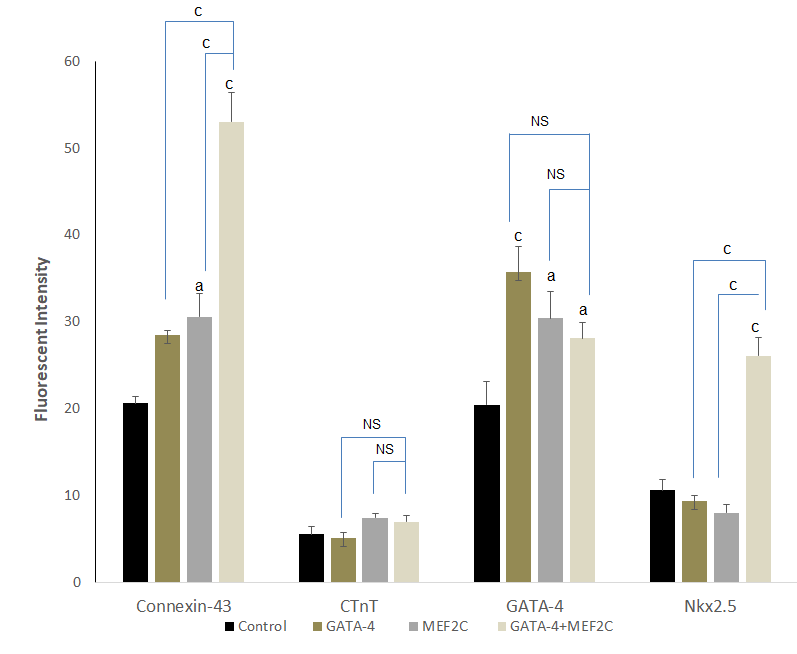 c
c
60
c
50
NS
NS
40
c
c
a
c
30
a
a
c
Fluorescent Intensity
20
NS
NS
10
0
Connexin-43 CTnT GATA-4 Nkx2.5
Control GATA-4 MEF2C GATA-4+MEF2C